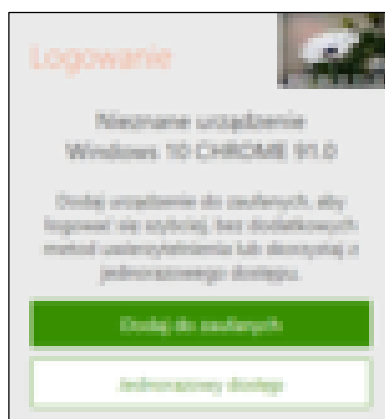 Logowanie
Nieznane urządzenie
Windows 10 CHROME 91.0
Dodaj urządzenie do zaufanych, aby
logować się szybciej, bez dodatkowych
metod uwierzytelnienia lub skorzystaj z
jednorazowego dostępu.
Dodaj do zaufanych
Jednorazowy dostęp